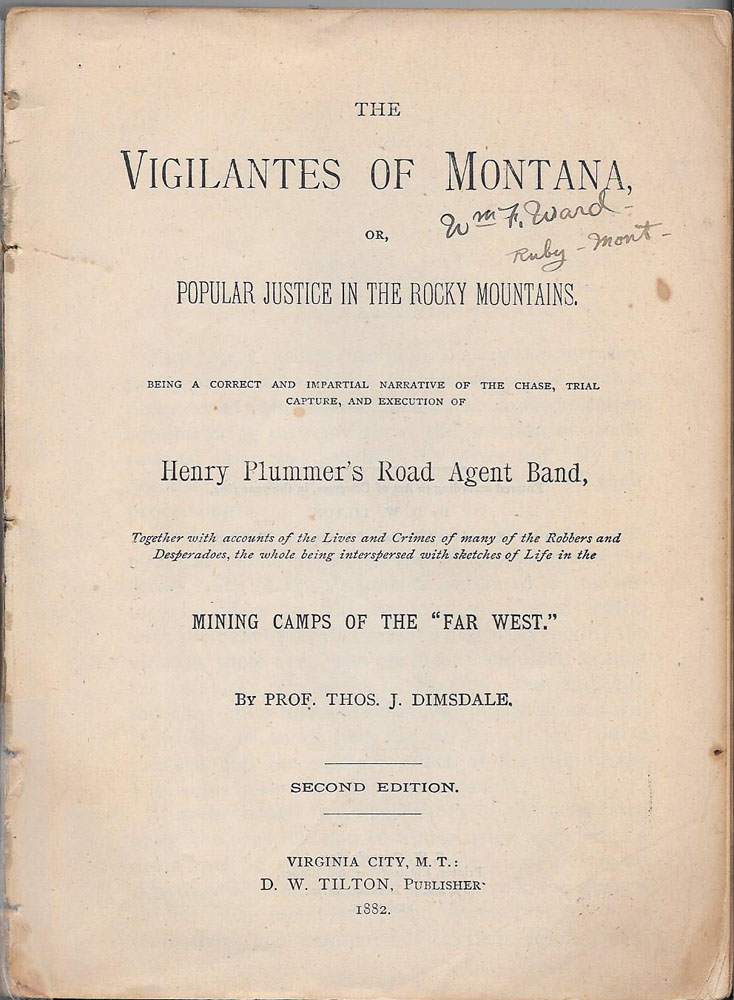 THE
VIGILANTES OF MONTANA,
Wm F. Ward-
OR,
Ruby - Mont-
POPULAR JUSTICE IN THE ROCKY MOUNTAINS.
BEING A CORRECT AND IMPARTIAL NARRATIVE OF THE CHASE, TRIAL
CAPTURE, AND EXECUTION OF
Henry Plummer's Road Agent Band,
Together with accounts of the Lives and Crimes of many of the Robbers and
Desperadoes, the whole being interspersed with sketches of Life in the
MINING CAMPS OF THE "FAR WEST."
BY PROF. THOS. J. DIMSDALE.
SECOND EDITION.
VIRGINIA CITY, M. T.:
D. W. TILTON, PUBLISHER
1882.